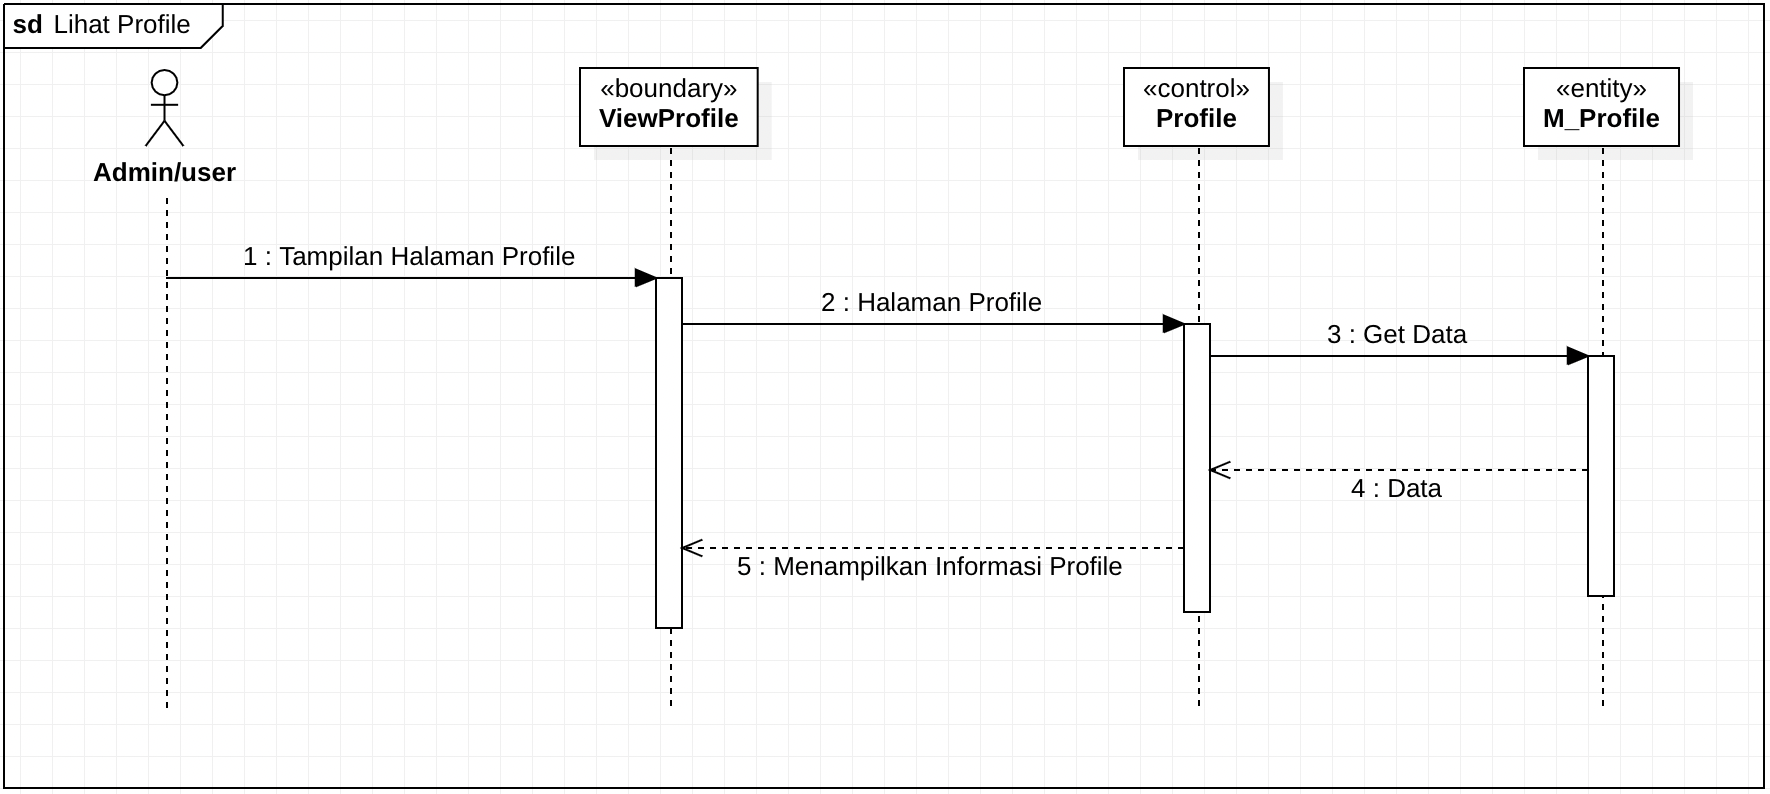 sd Lihat Profile
Admin/user
«boundary»
ViewProfile
«control»
Profile
«entity»
M_Profile
1 : Tampilan Halaman Profile
2 : Halaman Profile
3 : Get Data
4 : Data
5 : Menampilkan Informasi Profile